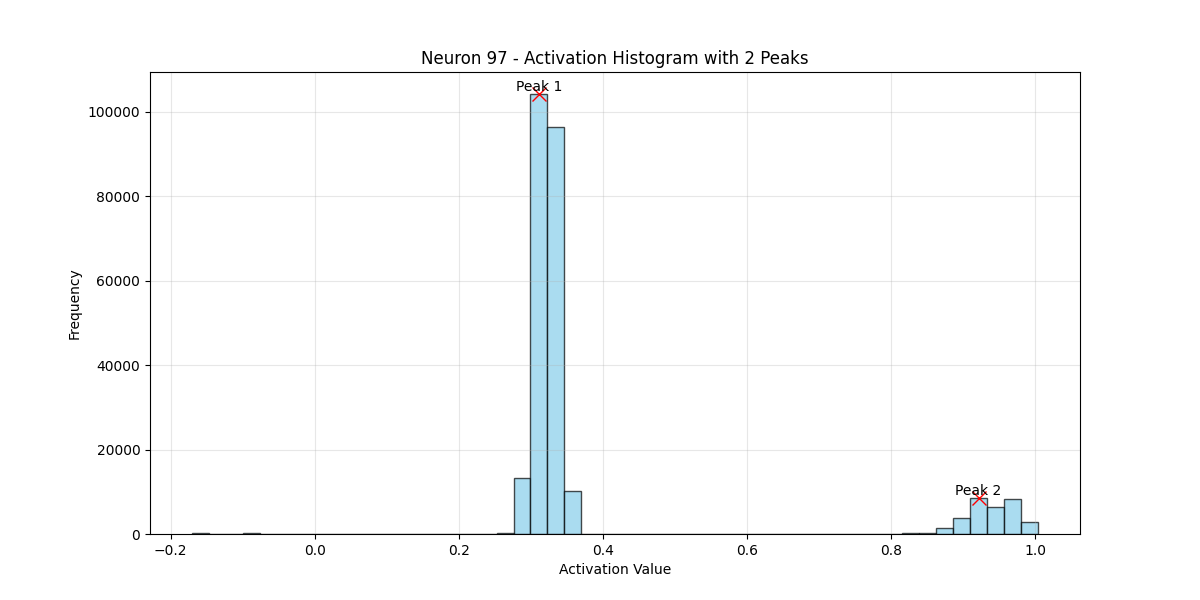 Neuron 97 - Activation Histogram with 2 Peaks
Peak 1
100000
80000
60000
40000
20000
0
Frequency
Peak 2
−0.2
0.0
0.2
0.4
0.6
0.8
1.0
Activation Value